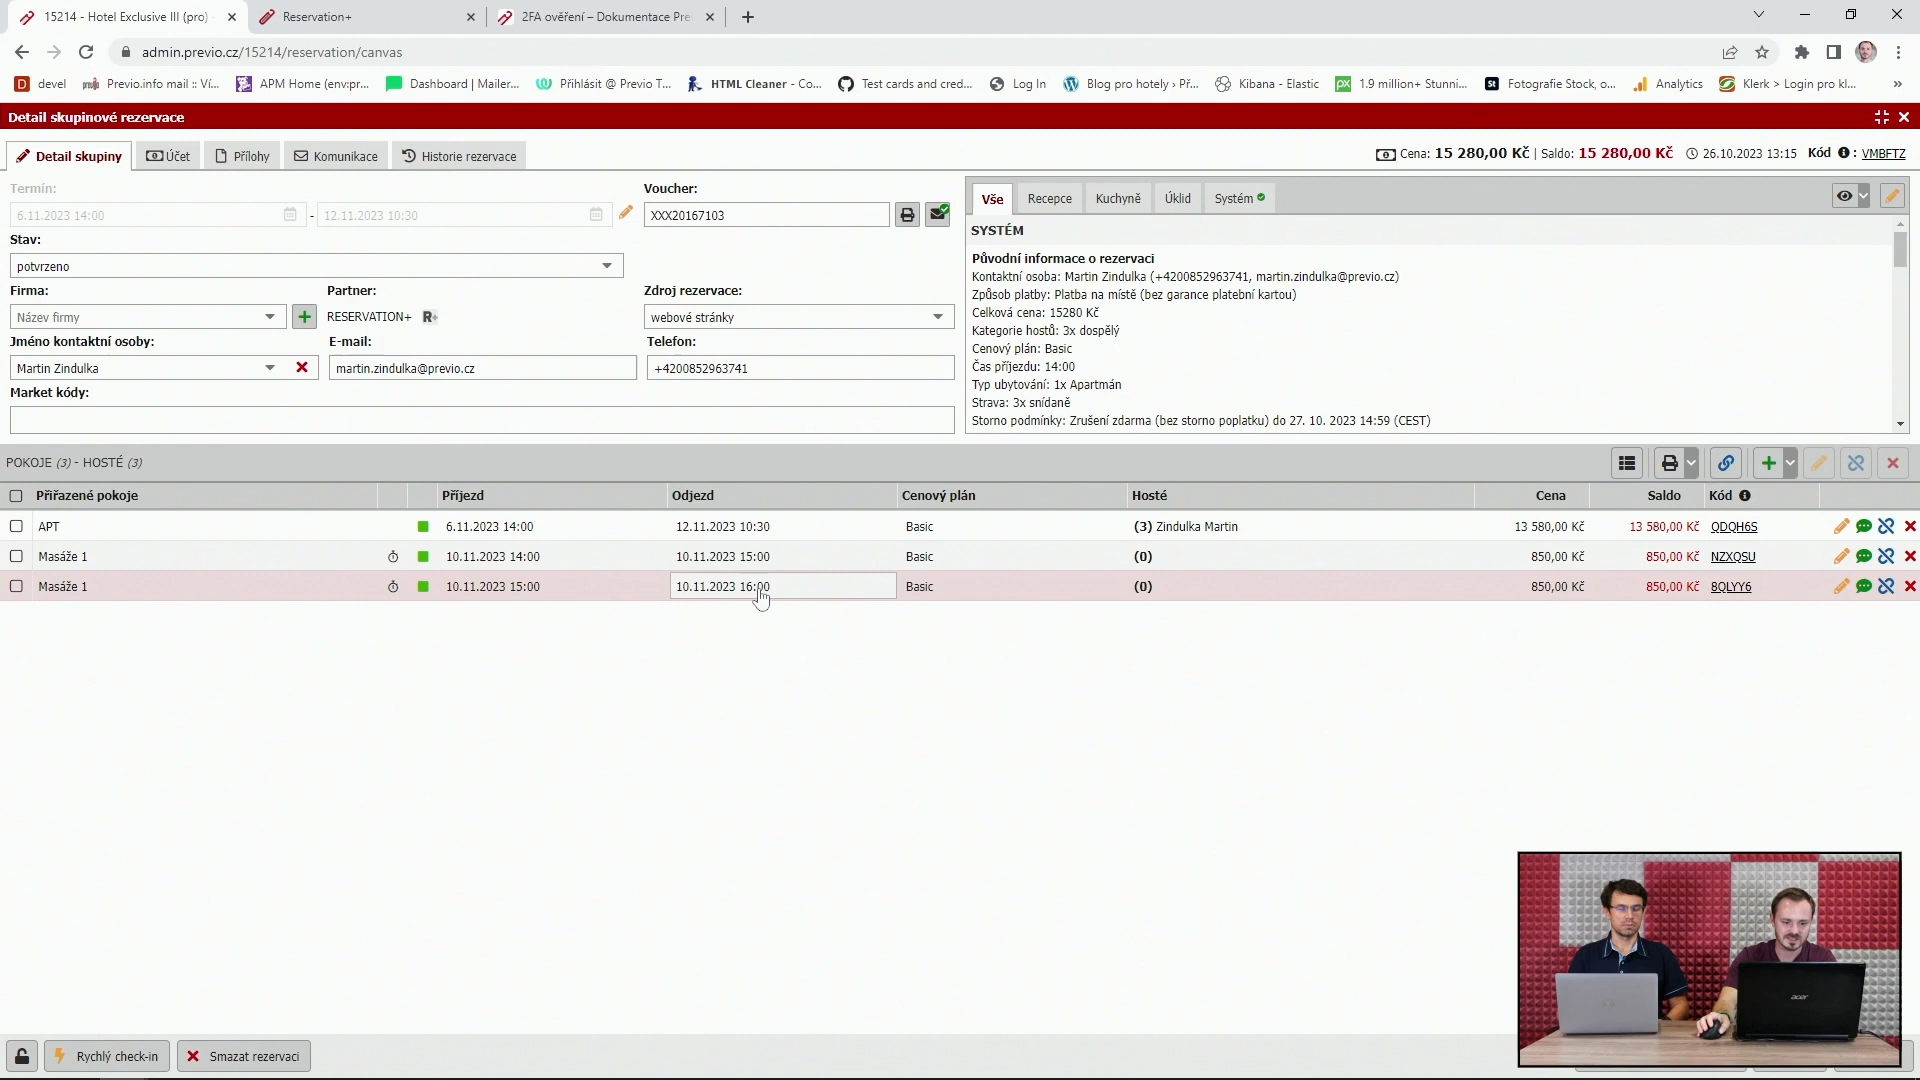 15214 - Hotel Exclusive III (pro)
Reservation+
2FA ověření – Dokumentace Pre
admin.previo.cz/15214/reservation/canvas
devel
Previo.info mail :: Ví...
APM Home (env:pr...
Dashboard | Mailer...
Přihlásit @ Previo T...
HTML Cleaner - Co...
Test cards and cred...
Log In
Blog pro hotely › Př...
Kibana - Elastic
1.9 million+ Stunni...
Fotografie Stock, o...
Analytics
Klerk > Login pro kl...
Detail skupinové rezervace
Detail skupiny
Účet
Přílohy
Komunikace
Historie rezervace
Cena: 15 280,00 Kč | Saldo: 15 280,00 Kč
26.10.2023 13:15
Kód : VMBFTZ
Termín:
6.11.2023 14:00 - 12.11.2023 10:30
Voucher:
XXX20167103
Stav:
potvrzeno
Firma:
Název firmy
Partner:
RESERVATION+ R+
Zdroj rezervace:
webové stránky
Jméno kontaktní osoby:
Martin Zindulka
E-mail:
martin.zindulka@previo.cz
Telefon:
+4200852963741
Market kódy:
Vše
Recepce
Kuchyně
Úklid
Systém
SYSTÉM
Původní informace o rezervaci
Kontaktní osoba: Martin Zindulka (+4200852963741, martin.zindulka@previo.cz)
Způsob platby: Platba na místě (bez garance platební kartou)
Celková cena: 15280 Kč
Kategorie hostů: 3x dospělý
Cenový plán: Basic
Čas příjezdu: 14:00
Typ ubytování: 1x Apartmán
Strava: 3x snídaně
Storno podmínky: Zrušení zdarma (bez storno poplatku) do 27. 10. 2023 14:59 (CEST)
POKOJE (3) - HOSTÉ (3)
Přiřazené pokoje Příjezd Odjezd Cenový plán Hosté Cena Saldo Kód
APT 6.11.2023 14:00 12.11.2023 10:30 Basic (3) Zindulka Martin 13 580,00 Kč 13 580,00 Kč QDQH6S
Masáže 1 10.11.2023 14:00 10.11.2023 15:00 Basic (0) 850,00 Kč 850,00 Kč NZXQSU
Masáže 1 10.11.2023 15:00 10.11.2023 16:00 Basic (0) 850,00 Kč 850,00 Kč 8QLYY6
acer
Rychlý check-in
Smazat rezervaci